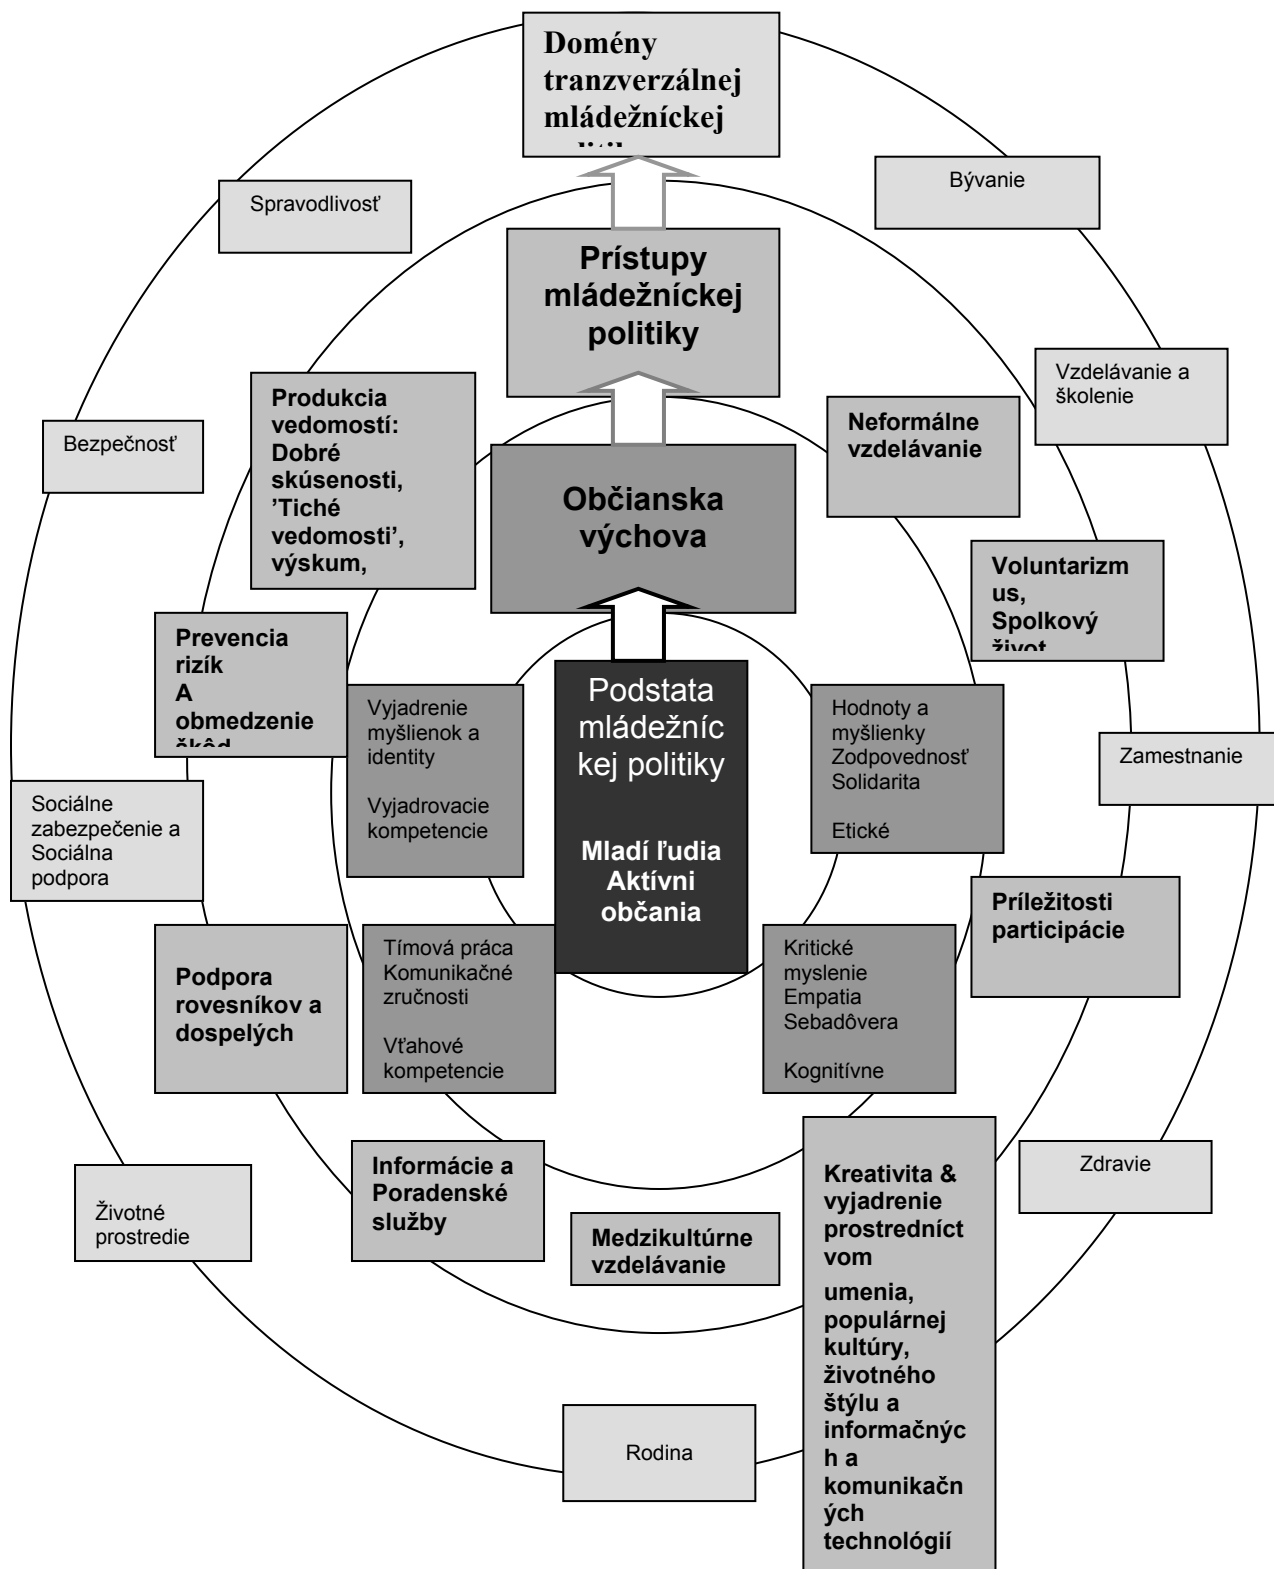 Domény
tranzverzálnej
mládežníckej
Bývanie
Spravodlivosť
Prístupy
mládežníckej
politiky
Vzdelávanie a
školenie
Produkcia
vedomostí:
Dobré
skúsenosti,
’Tiché
vedomosti’,
výskum,
Neformálne
vzdelávanie
Bezpečnosť
Občianska
výchova
Voluntarizm
us,
Spolkový
život
Prevencia
rizík
A
obmedzenie
škôd
Podstata
mládežníc
kej politiky
Mladí ľudia
Aktívni
občania
Vyjadrenie
myšlienok a
identity
Vyjadrovacie
kompetencie
Hodnoty a
myšlienky
Zodpovednosť
Solidarita
Etické
Zamestnanie
Sociálne
zabezpečenie a
Sociálna
podpora
Príležitosti
participácie
Podpora
rovesníkov a
dospelých
Tímová práca
Komunikačné
zručnosti
Vťahové
kompetencie
Kritické
myslenie
Empatia
Sebadôvera
Kognitívne
Informácie a
Poradenské
služby
Medzikultúrne
vzdelávanie
Kreativita &
vyjadrenie
prostredníct
vom
umenia,
populárnej
kultúry,
životného
štýlu a
informačnýc
h a
komunikačn
ých
technológií
Zdravie
Životné
prostredie
Rodina